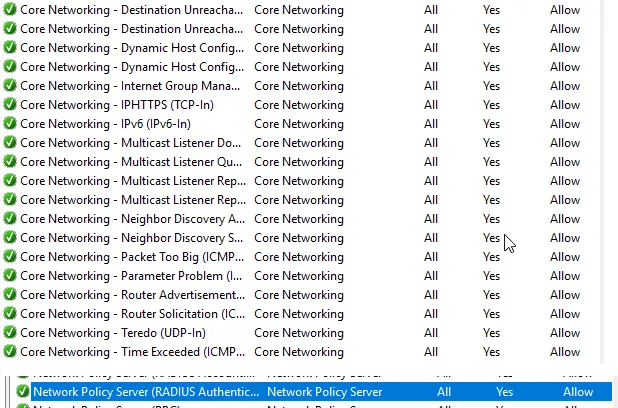 Core Networking - Destination Unreacha... Core Networking All Yes Allow
Core Networking - Destination Unreacha... Core Networking All Yes Allow
Core Networking - Dynamic Host Config... Core Networking All Yes Allow
Core Networking - Dynamic Host Config... Core Networking All Yes Allow
Core Networking - Internet Group Mana... Core Networking All Yes Allow
Core Networking - IPHTTPS (TCP-In) Core Networking All Yes Allow
Core Networking - IPv6 (IPv6-In) Core Networking All Yes Allow
Core Networking - Multicast Listener Do... Core Networking All Yes Allow
Core Networking - Multicast Listener Qu... Core Networking All Yes Allow
Core Networking - Multicast Listener Rep... Core Networking All Yes Allow
Core Networking - Multicast Listener Rep... Core Networking All Yes Allow
Core Networking - Neighbor Discovery A... Core Networking All Yes Allow
Core Networking - Neighbor Discovery S... Core Networking All Yes Allow
Core Networking - Packet Too Big (ICMP... Core Networking All Yes Allow
Core Networking - Parameter Problem (I... Core Networking All Yes Allow
Core Networking - Router Advertisement... Core Networking All Yes Allow
Core Networking - Router Solicitation (IC... Core Networking All Yes Allow
Core Networking - Teredo (UDP-In) Core Networking All Yes Allow
Core Networking - Time Exceeded (ICMP... Core Networking All Yes Allow
Network Policy Server (RADIUS Authentic... Network Policy Server All Yes Allow